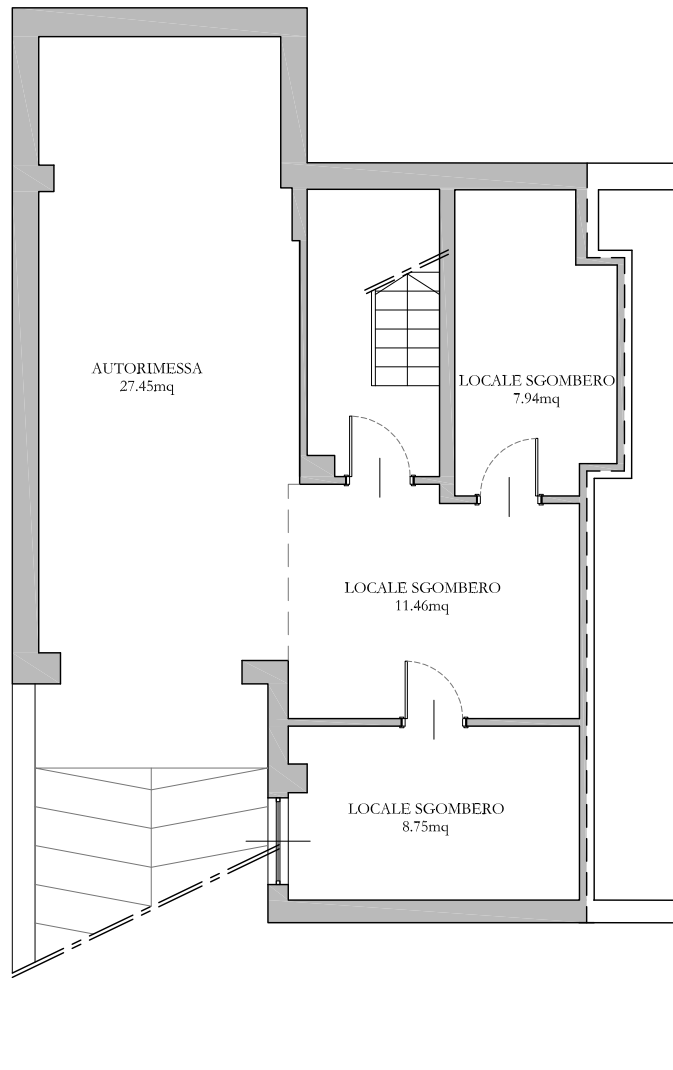 AUTORIMESSA
27.45mq
LOCALE SGOMBERO
7.94mq
LOCALE SGOMBERO
11.46mq
LOCALE SGOMBERO
8.75mq